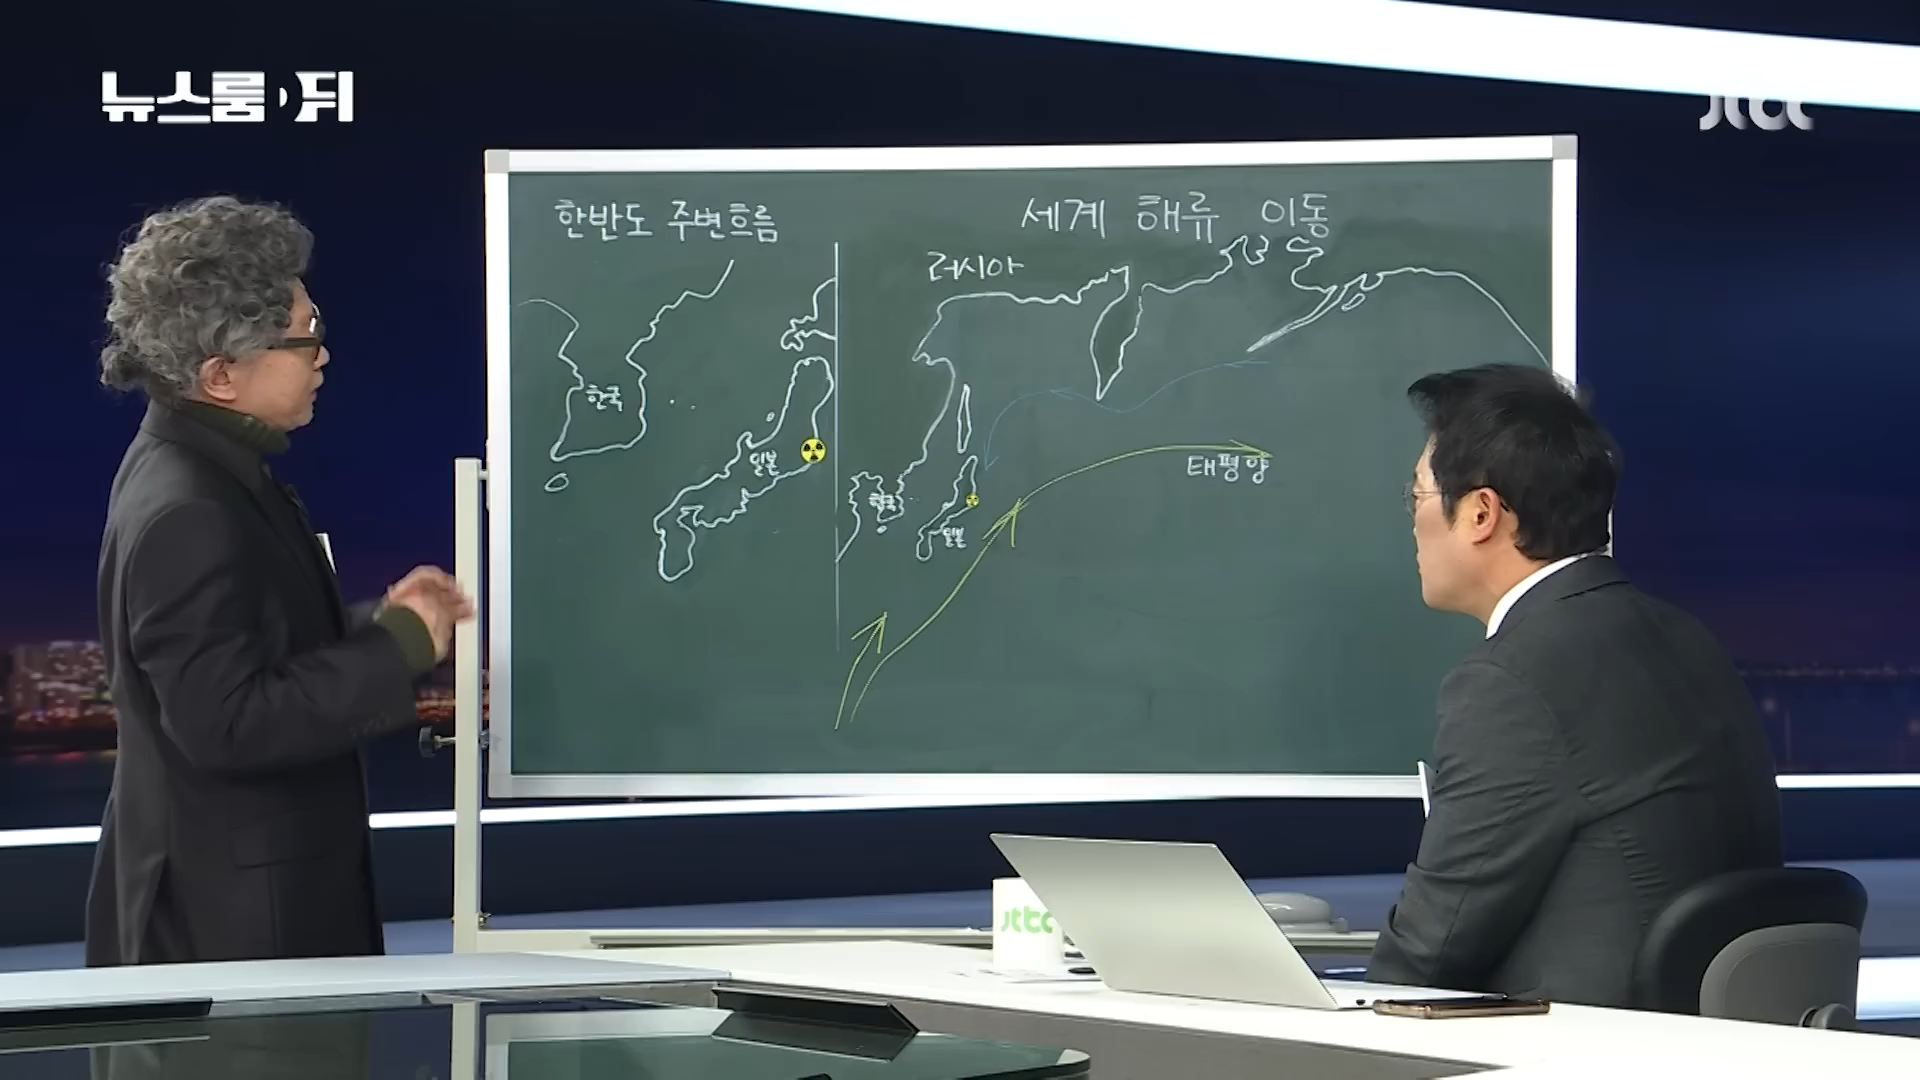 뉴스룸 뒤
jtbc
한반도 주변흐름
세계 해류 이동
러시아
한국
일본
태평양
한국
일본
jtbc